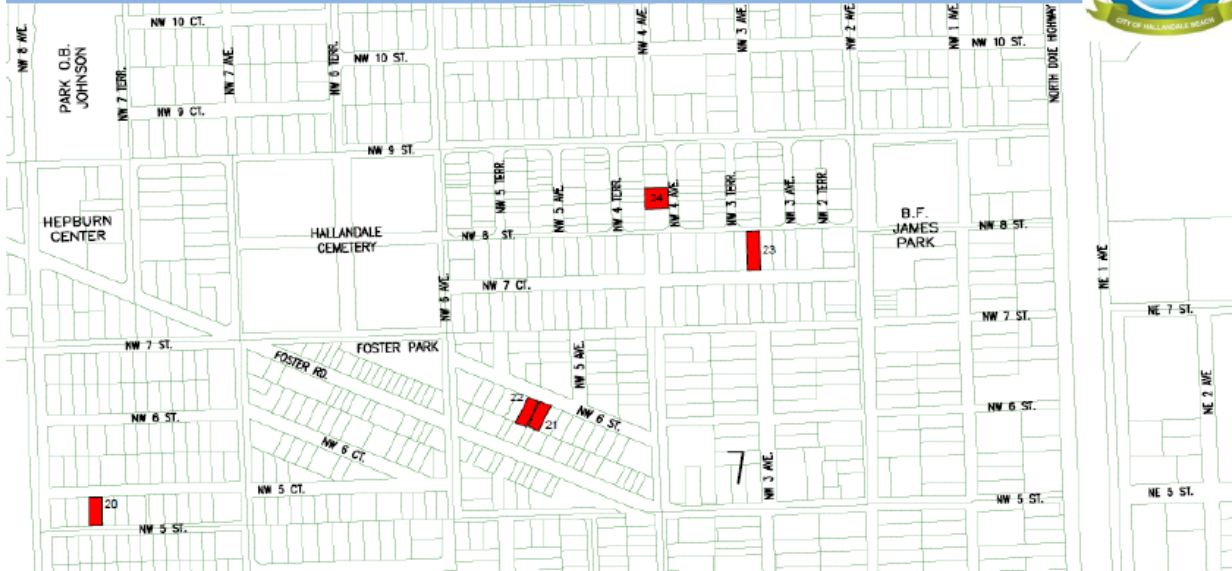 CITY OF HALLANDALE BEACH
NW 10 CT.
NW 8 AVE.
PARK O.B.
JOHNSON
NW 7 TERR.
NW 7 AVE.
NW 6 TERR.
NW 10 ST.
NW 4 AVE.
NW 3 AVE.
NW 2 AVE.
NW 1 AVE.
NW 10 ST.
NORTH DIXIE HIGHWAY
NW 9 CT.
NW 9 ST.
HEPBURN
CENTER
HALLANDALE
CEMETERY
NW 5 TERR.
NW 5 AVE.
NW 4 TERR.
24
NW 4 AVE.
NW 3 TERR.
NW 3 AVE.
NW 2 TERR.
B.F.
JAMES
PARK
NW 8 ST.
NW 8 ST.
23
NE 1 AVE
NW 6 AVE.
NW 7 CT.
NW 7 ST.
NE 7 ST.
NW 7 ST.
FOSTER RD.
FOSTER PARK
NW 5 AVE.
NE 2 AVE
22
21
NW 6 ST.
NW 6 ST.
NW 6 ST.
NW 6 CT.
7
NW 3 AVE.
NW 5 CT.
20
NW 5 ST.
NW 5 ST.
NE 5 ST.